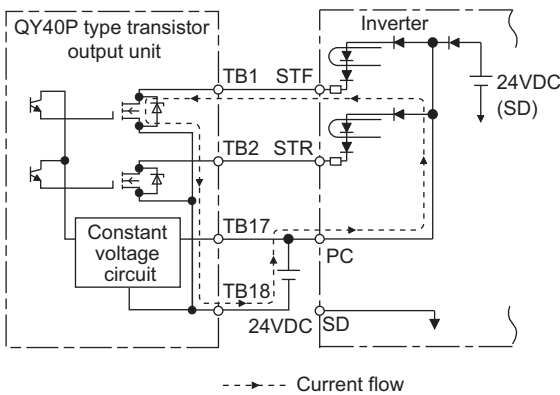 QY40P type transistor
output unit
Inverter
TB1 STF
24VDC
(SD)
TB2 STR
Constant
voltage
circuit
TB17
PC
TB18
24VDC SD
Current flow